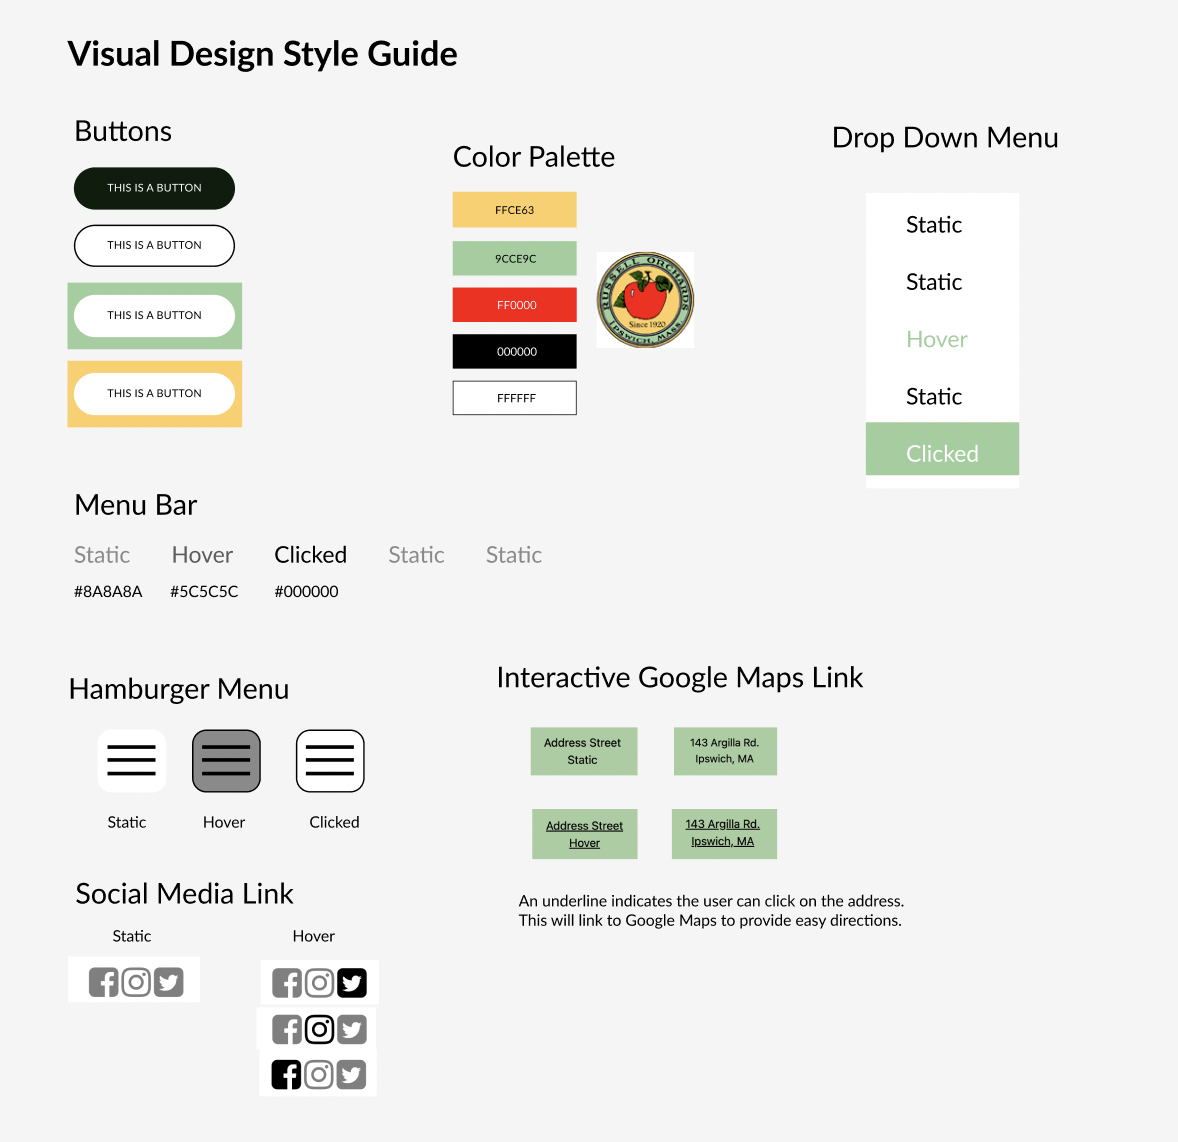 Visual Design Style Guide
Buttons
THIS IS A BUTTON
THIS IS A BUTTON
THIS IS A BUTTON
THIS IS A BUTTON
Color Palette
FFCE63
9CCE9C
FF0000
000000
FFFFFF
RUSSELL ORCHARDS
Since 1920
IPSWICH, MASS.
Drop Down Menu
Static
Static
Hover
Static
Clicked
Menu Bar
Static Hover Clicked Static Static
#8A8A8A #5C5C5C #000000
Hamburger Menu
Static Hover Clicked
Interactive Google Maps Link
Address Street
Static
143 Argilla Rd.
Ipswich, MA
Address Street
Hover
143 Argilla Rd.
Ipswich, MA
An underline indicates the user can click on the address.
This will link to Google Maps to provide easy directions.
Social Media Link
Static Hover